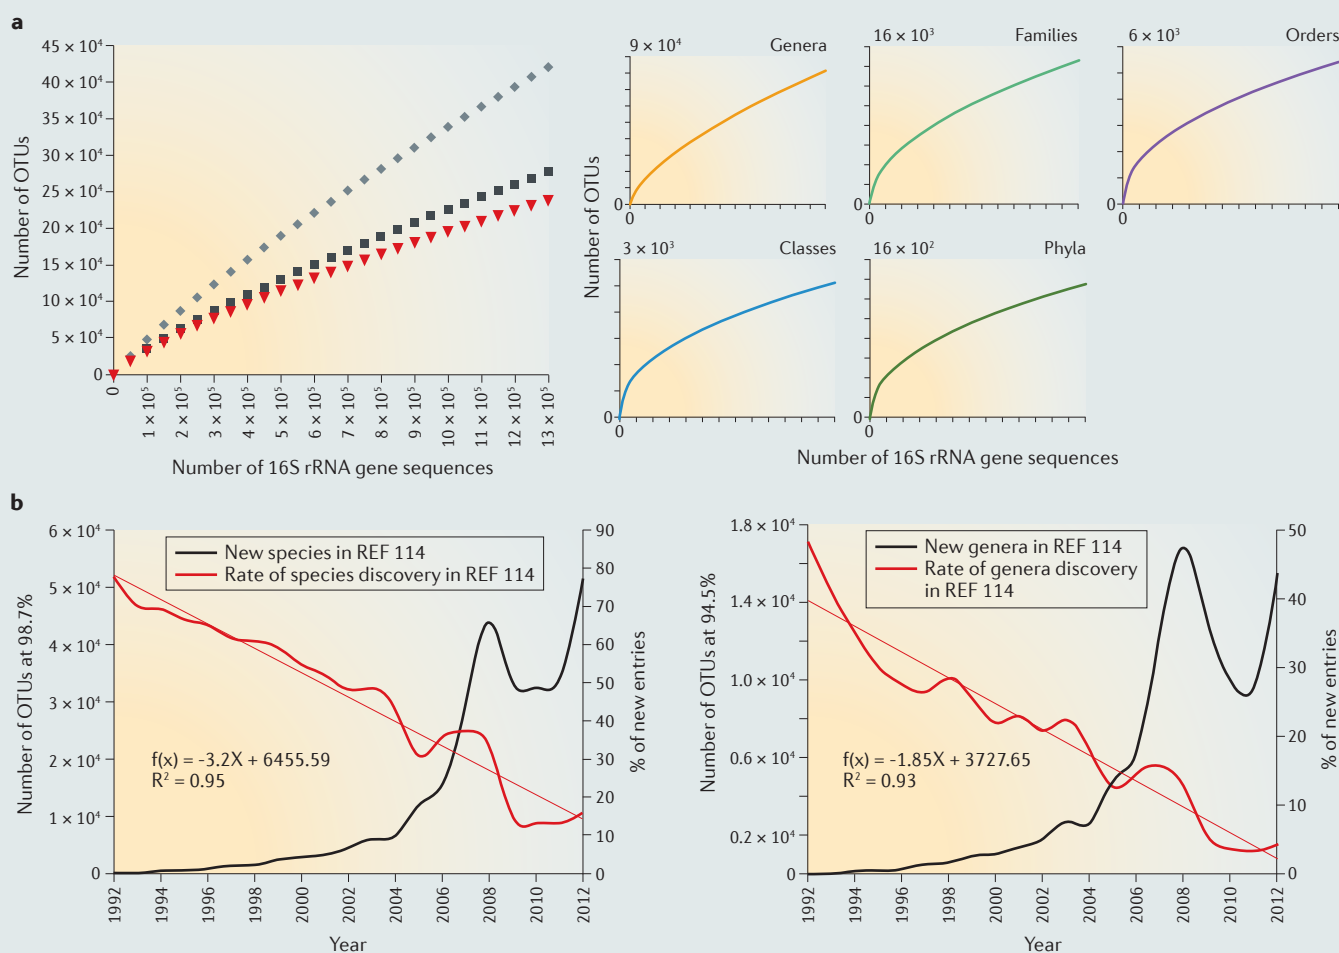 a
45 × 10⁴
40 × 10⁴
35 × 10⁴
30 × 10⁴
25 × 10⁴
20 × 10⁴
15 × 10⁴
10 × 10⁴
5 × 10⁴
0
Number of OTUs
0
1 × 10⁵
2 × 10⁵
3 × 10⁵
4 × 10⁵
5 × 10⁵
6 × 10⁵
7 × 10⁵
8 × 10⁵
9 × 10⁵
10 × 10⁵
11 × 10⁵
12 × 10⁵
13 × 10⁵
Number of 16S rRNA gene sequences
Number of OTUs
9 × 10⁴
Genera
0
0
16 × 10³
Families
0
0
6 × 10³
Orders
0
0
3 × 10³
Classes
0
0
16 × 10²
Phyla
0
0
Number of 16S rRNA gene sequences
b
6 × 10⁴
5 × 10⁴
4 × 10⁴
3 × 10⁴
2 × 10⁴
1 × 10⁴
0
Number of OTUs at 98.7%
New species in REF 114
Rate of species discovery in REF 114
f(x) = -3.2X + 6455.59
R² = 0.95
90
80
70
60
50
40
30
20
10
0
% of new entries
1992
1994
1996
1998
2000
2002
2004
2006
2008
2010
2012
Year
1.8 × 10⁴
1.4 × 10⁴
1.0 × 10⁴
0.6 × 10⁴
0.2 × 10⁴
0
Number of OTUs at 94.5%
New genera in REF 114
Rate of genera discovery
in REF 114
f(x) = -1.85X + 3727.65
R² = 0.93
50
40
30
20
10
0
% of new entries
1992
1994
1996
1998
2000
2002
2004
2006
2008
2010
2012
Year